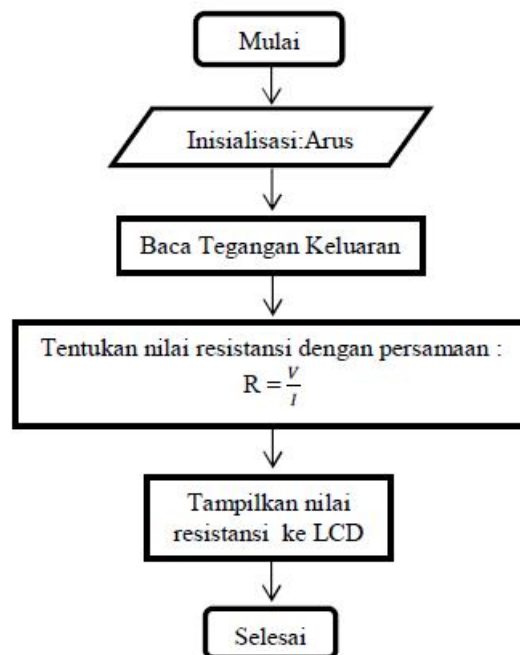 Mulai
Inisialisasi:Arus
Baca Tegangan Keluaran
Tentukan nilai resistansi dengan persamaan :
R = V/I
Tampilkan nilai
resistansi ke LCD
Selesai